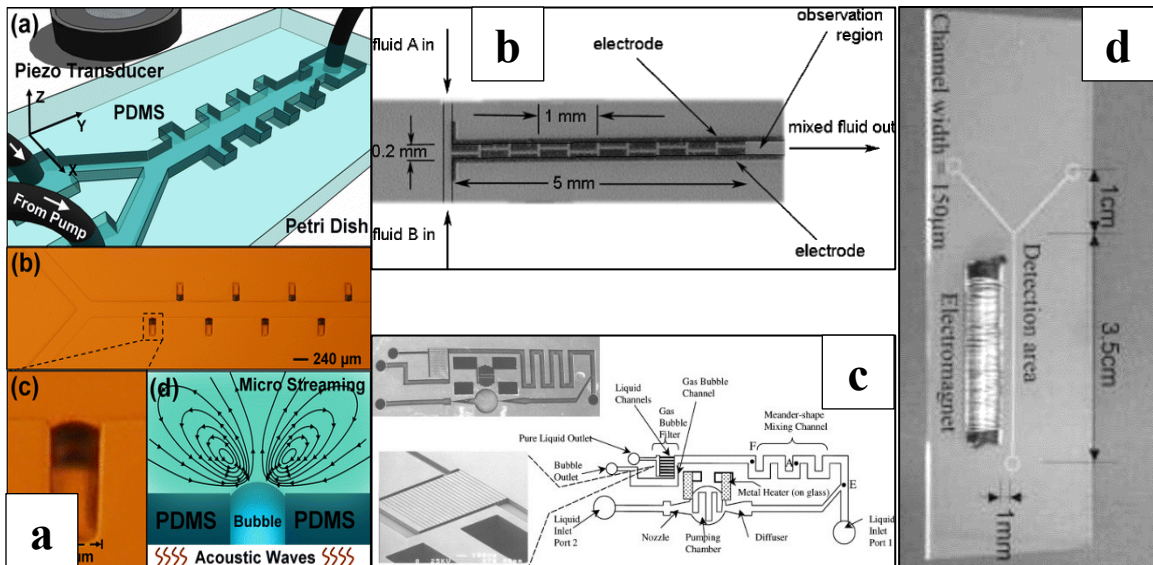 (a)
Piezo Transducer
Z
Y
X
PDMS
From Pump
Petri Dish
(b)
240 µm
(c)
(d)
Micro Streaming
PDMS
Bubble
PDMS
Acoustic Waves
a
b
fluid A in
electrode
observation
region
1 mm
0.2 mm
mixed fluid out
5 mm
fluid B in
electrode
c
Liquid
Channels
Gas Bubble
Channel
Gas
Bubble
Filter
Meander-shape
Mixing Channel
Pure Liquid Outlet
Bubble
Outlet
F
A
E
Metal Heater (on glass)
Liquid
Inlet
Port 2
Nozzle
Pumping
Chamber
Diffuser
Liquid
Inlet
Port 1
d
Channel width = 150µm
1cm
Detection area
Electromagnet
3.5cm
1mm